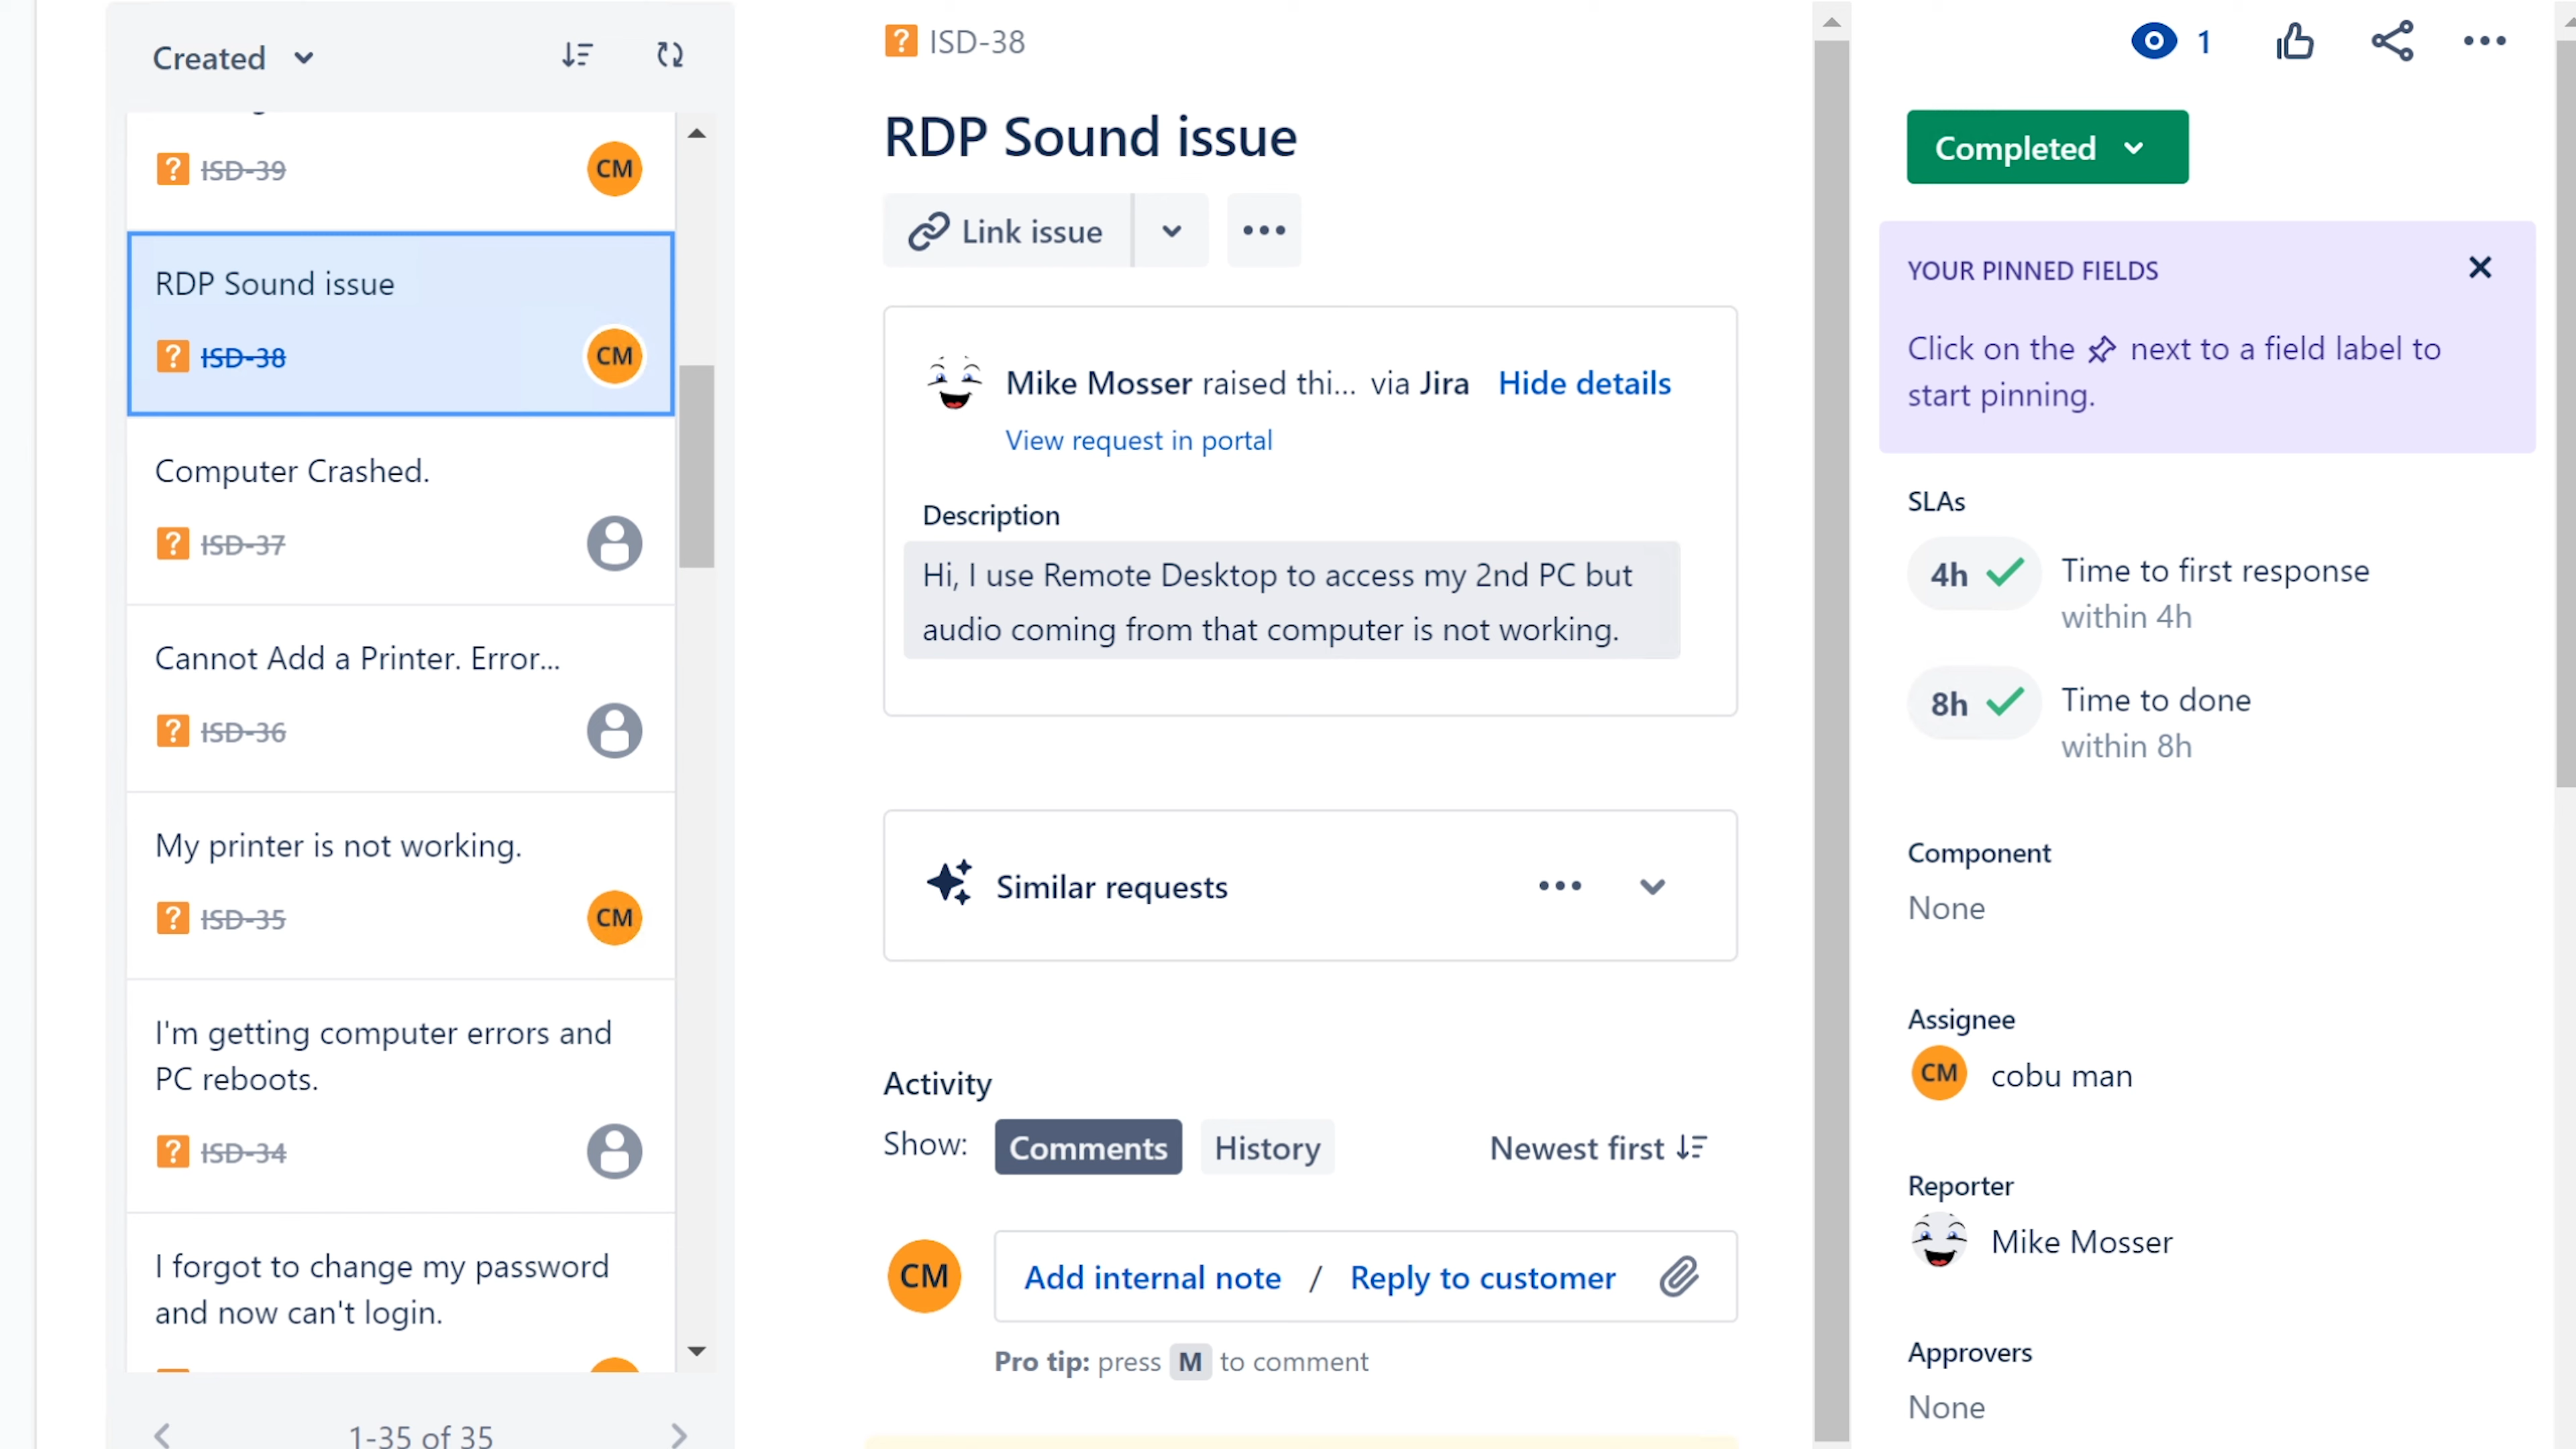 Created
ISD-39
CM
RDP Sound issue
ISD-38
CM
Computer Crashed.
ISD-37
Cannot Add a Printer. Error...
ISD-36
My printer is not working.
ISD-35
CM
I'm getting computer errors and
PC reboots.
ISD-34
I forgot to change my password
and now can't login.
1-35 of 35
ISD-38
RDP Sound issue
Link issue
Mike Mosser raised thi... via Jira Hide details
View request in portal
Description
Hi, I use Remote Desktop to access my 2nd PC but
audio coming from that computer is not working.
Similar requests
Activity
Show: Comments History Newest first
CM Add internal note / Reply to customer
Pro tip: press M to comment
1
Completed
YOUR PINNED FIELDS
Click on the next to a field label to
start pinning.
SLAs
4h Time to first response
within 4h
8h Time to done
within 8h
Component
None
Assignee
CM cobu man
Reporter
Mike Mosser
Approvers
None